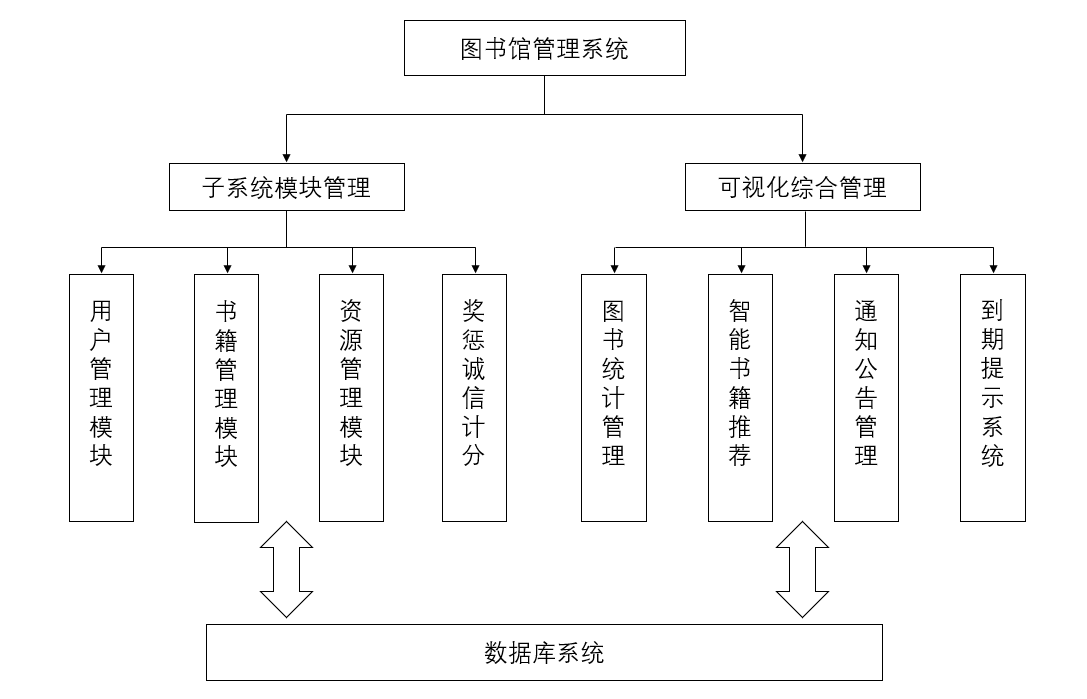 图书馆管理系统
子系统模块管理
可视化综合管理
用户管理模块
书籍管理模块
资源管理模块
奖惩诚信计分
图书统计管理
智能书籍推荐
通知公告管理
到期提示系统
数据库系统